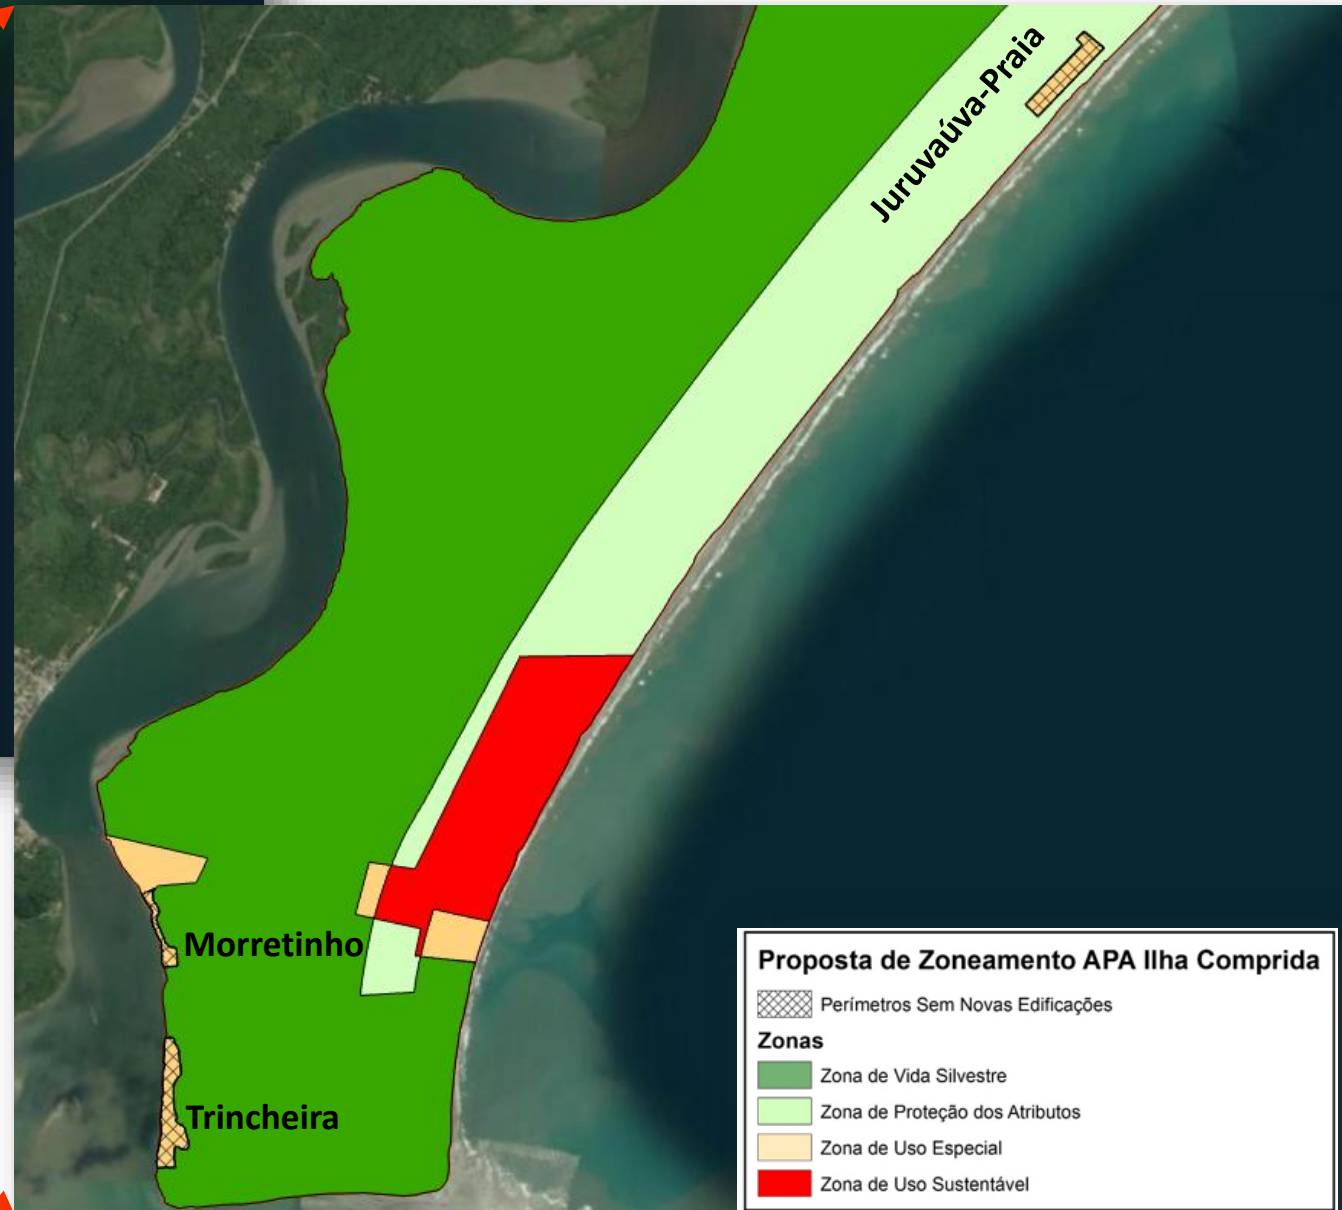 Juruvaúva-Praia
Morretinho
Trincheira
Proposta de Zoneamento APA Ilha Comprida
Perímetros Sem Novas Edificações
Zonas
Zona de Vida Silvestre
Zona de Proteção dos Atributos
Zona de Uso Especial
Zona de Uso Sustentável